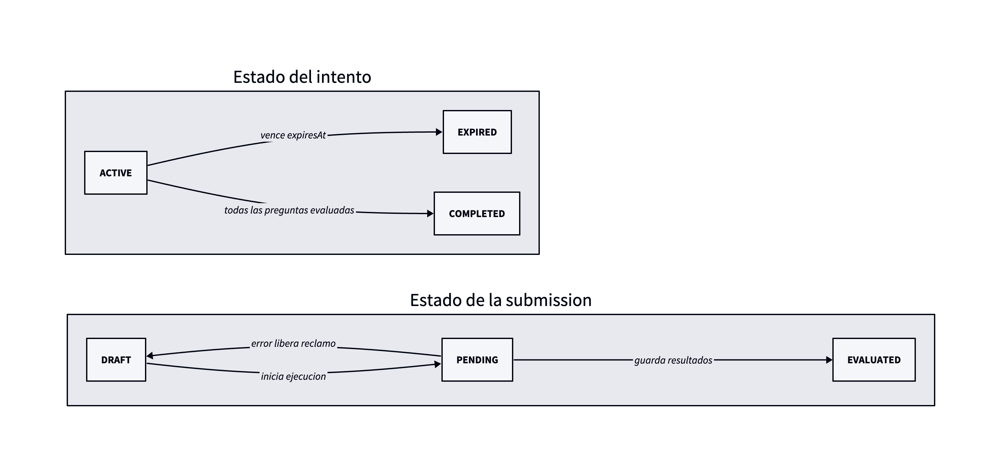 Estado del intento
vence expiresAt
EXPIRED
ACTIVE
todas las preguntas evaluadas
COMPLETED
Estado de la submission
error libera reclamo
DRAFT
PENDING
guarda resultados
EVALUATED
inicia ejecucion